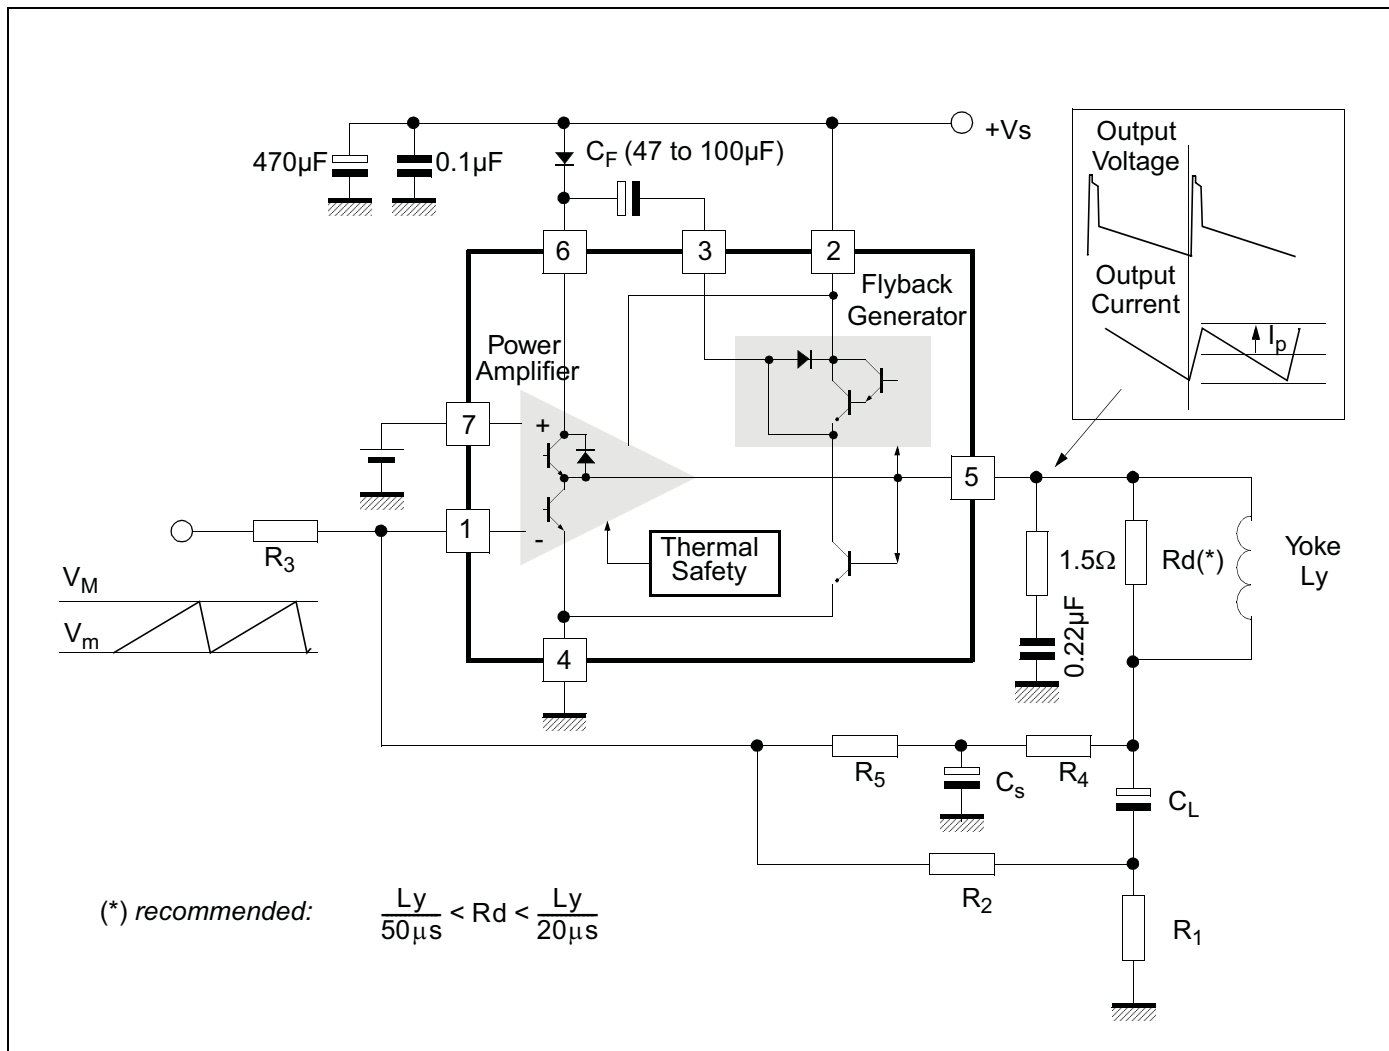 +Vs
470µF
0.1µF
C_F (47 to 100µF)
Output
Voltage
Output
Current
I_p
6
3
2
Flyback
Generator
Power
Amplifier
7
+
1
-
5
R_3
V_M
V_m
Thermal
Safety
4
1.5Ω
0.22µF
Rd(*)
Yoke
Ly
R_5
C_s
R_4
C_L
R_2
R_1
(*) recommended: Ly/50µs < Rd < Ly/20µs